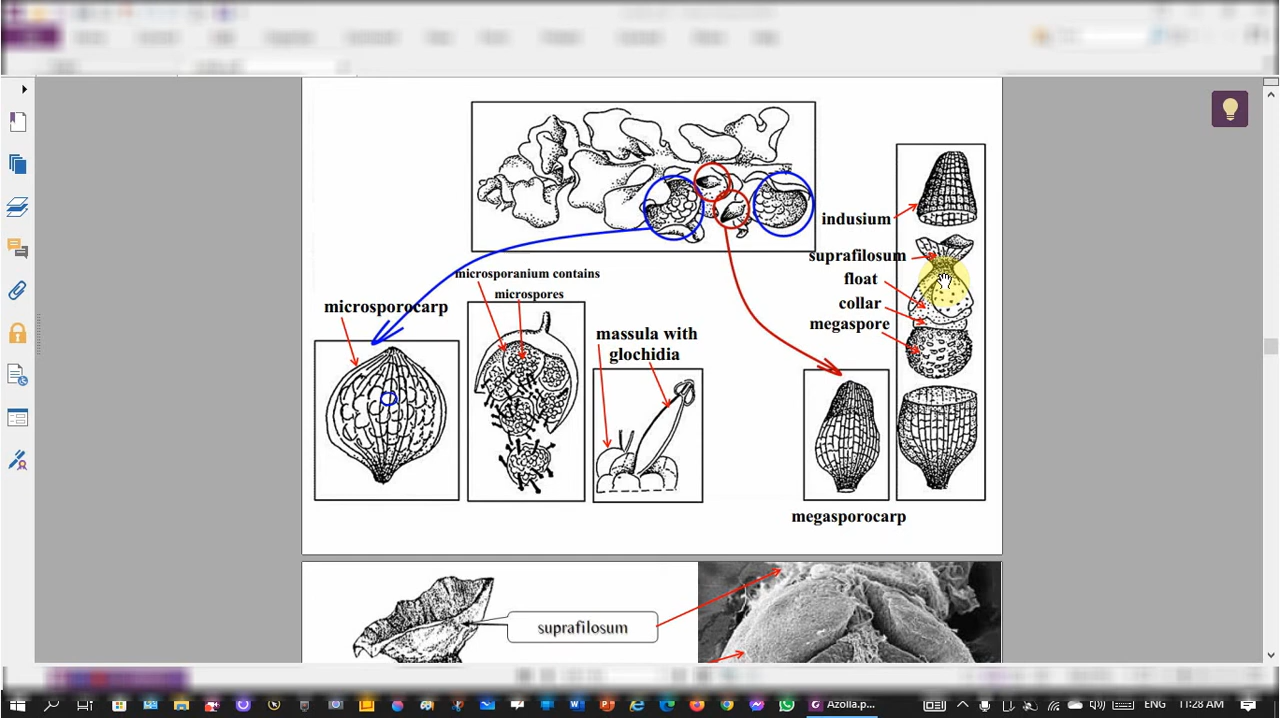 indusium
suprafilosum
float
collar
megaspore
microsporanium contains
microspores
microsporocarp
massula with
glochidia
megasporocarp
suprafilosum
Azolla.p...
ENG
11:28 AM